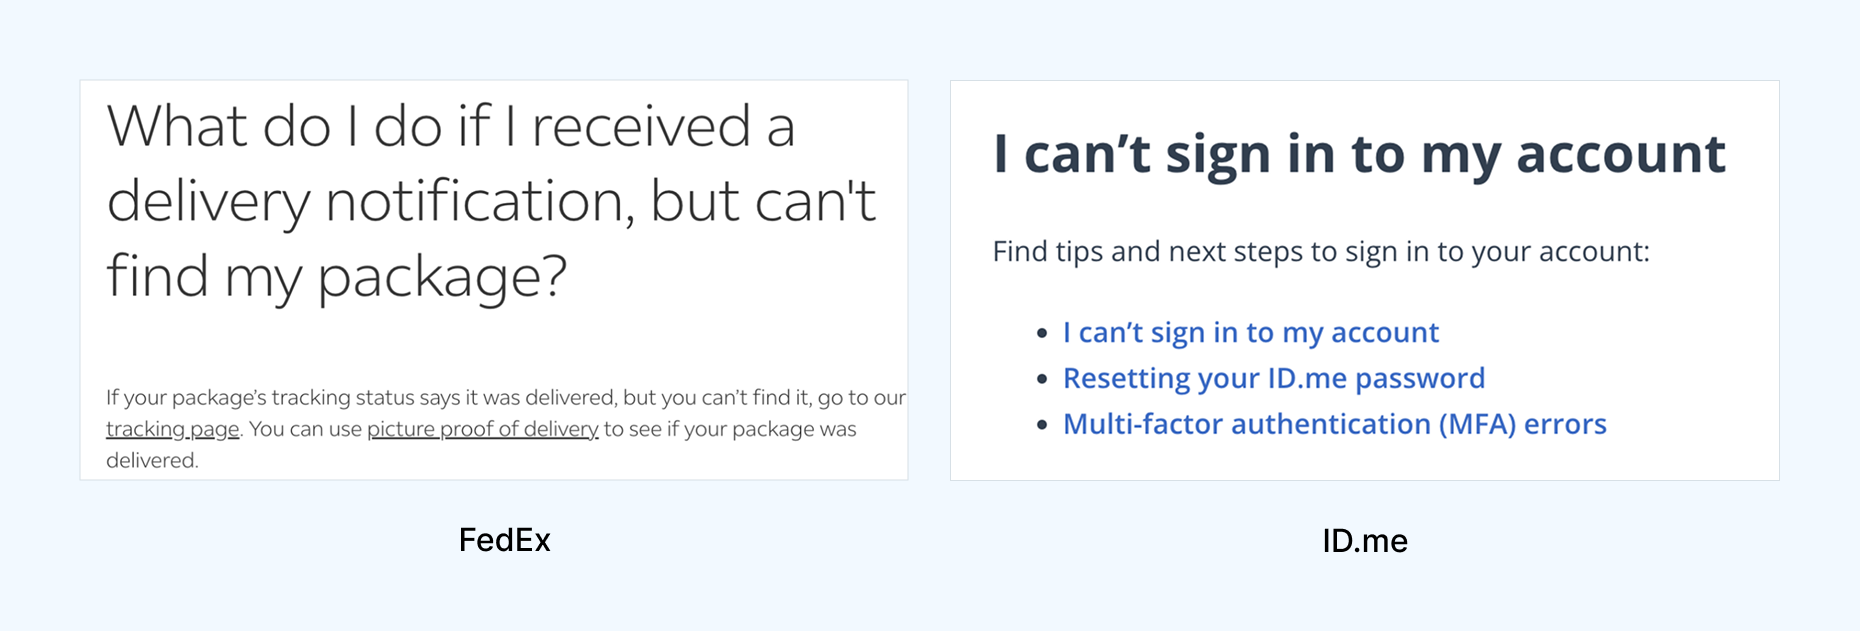 What do I do if I received a
delivery notification, but can't
find my package?
If your package’s tracking status says it was delivered, but you can’t find it, go to our
tracking page. You can use picture proof of delivery to see if your package was
delivered.
FedEx
I can’t sign in to my account
Find tips and next steps to sign in to your account:
• I can’t sign in to my account
• Resetting your ID.me password
• Multi-factor authentication (MFA) errors
ID.me